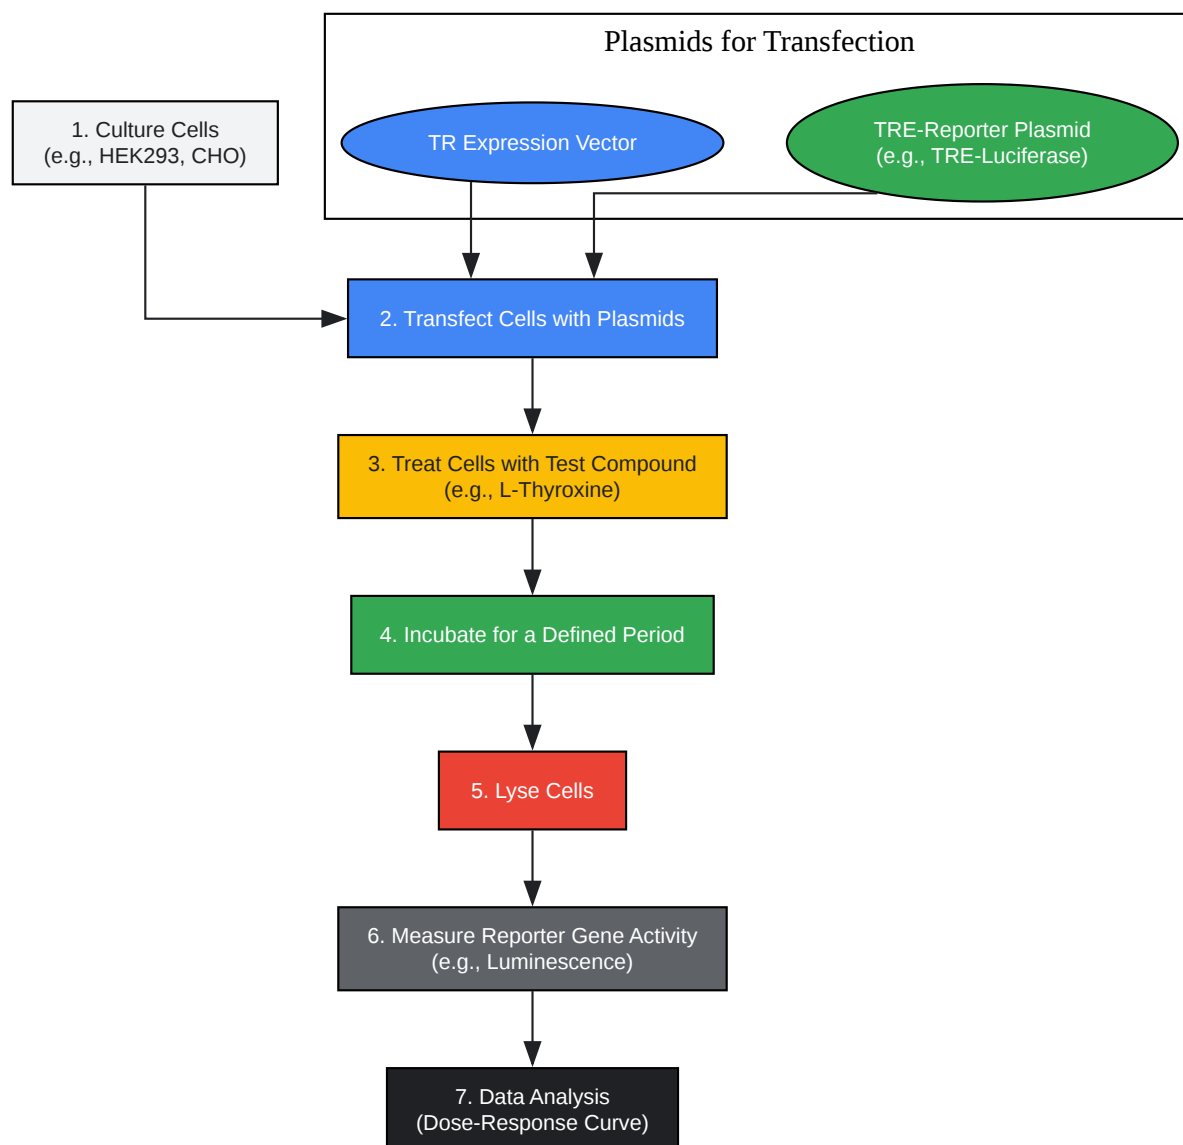 Plasmids for Transfection
1. Culture Cells
(e.g., HEK293, CHO)
TR Expression Vector
TRE-Reporter Plasmid
(e.g., TRE-Luciferase)
2. Transfect Cells with Plasmids
3. Treat Cells with Test Compound
(e.g., L-Thyroxine)
4. Incubate for a Defined Period
5. Lyse Cells
6. Measure Reporter Gene Activity
(e.g., Luminescence)
7. Data Analysis
(Dose-Response Curve)